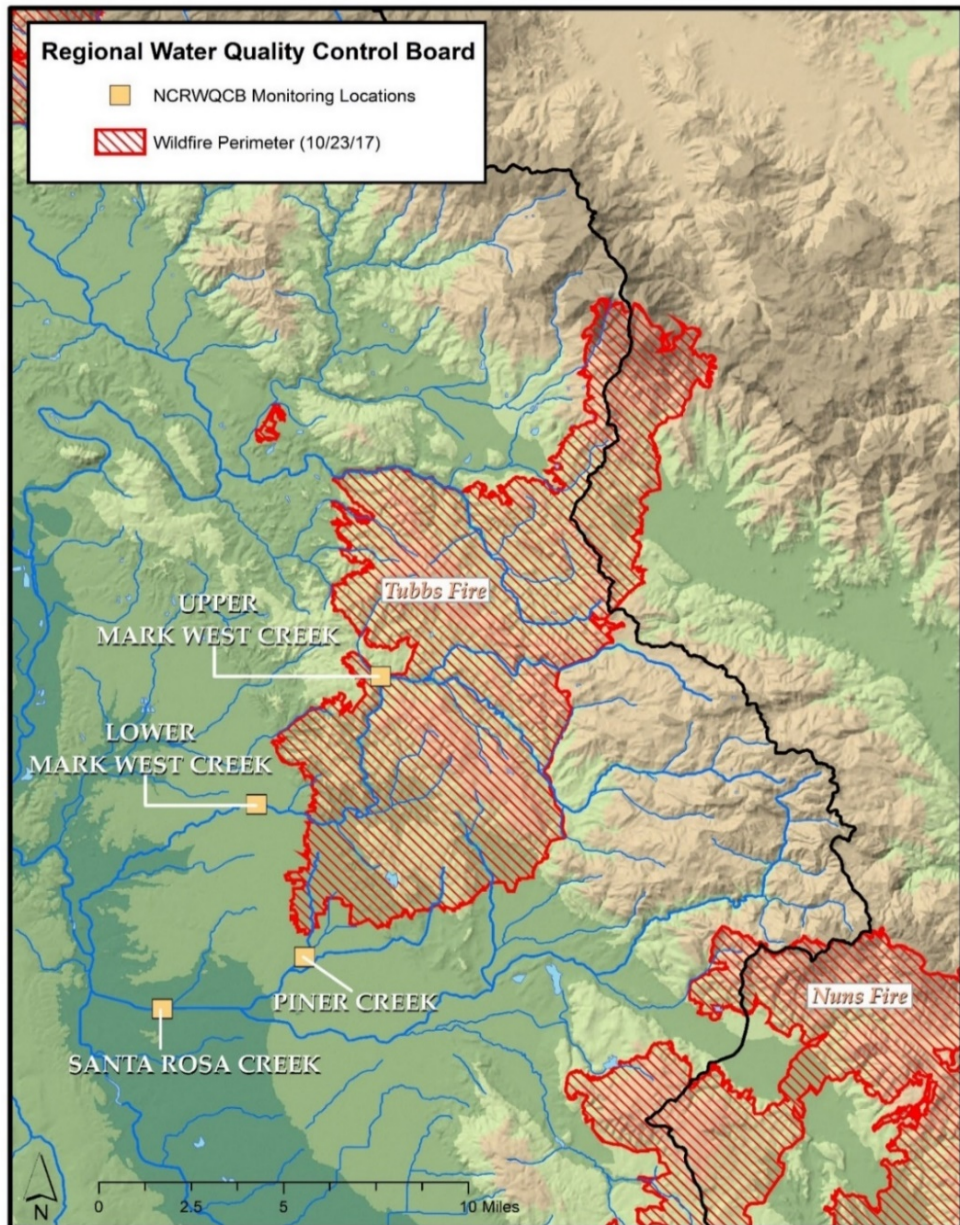 Regional Water Quality Control Board
NCRWQCB Monitoring Locations
Wildfire Perimeter (10/23/17)
Tubbs Fire
UPPER
MARK WEST CREEK
LOWER
MARK WEST CREEK
PINER CREEK
Nuns Fire
SANTA ROSA CREEK
N
0 2.5 5 10 Miles